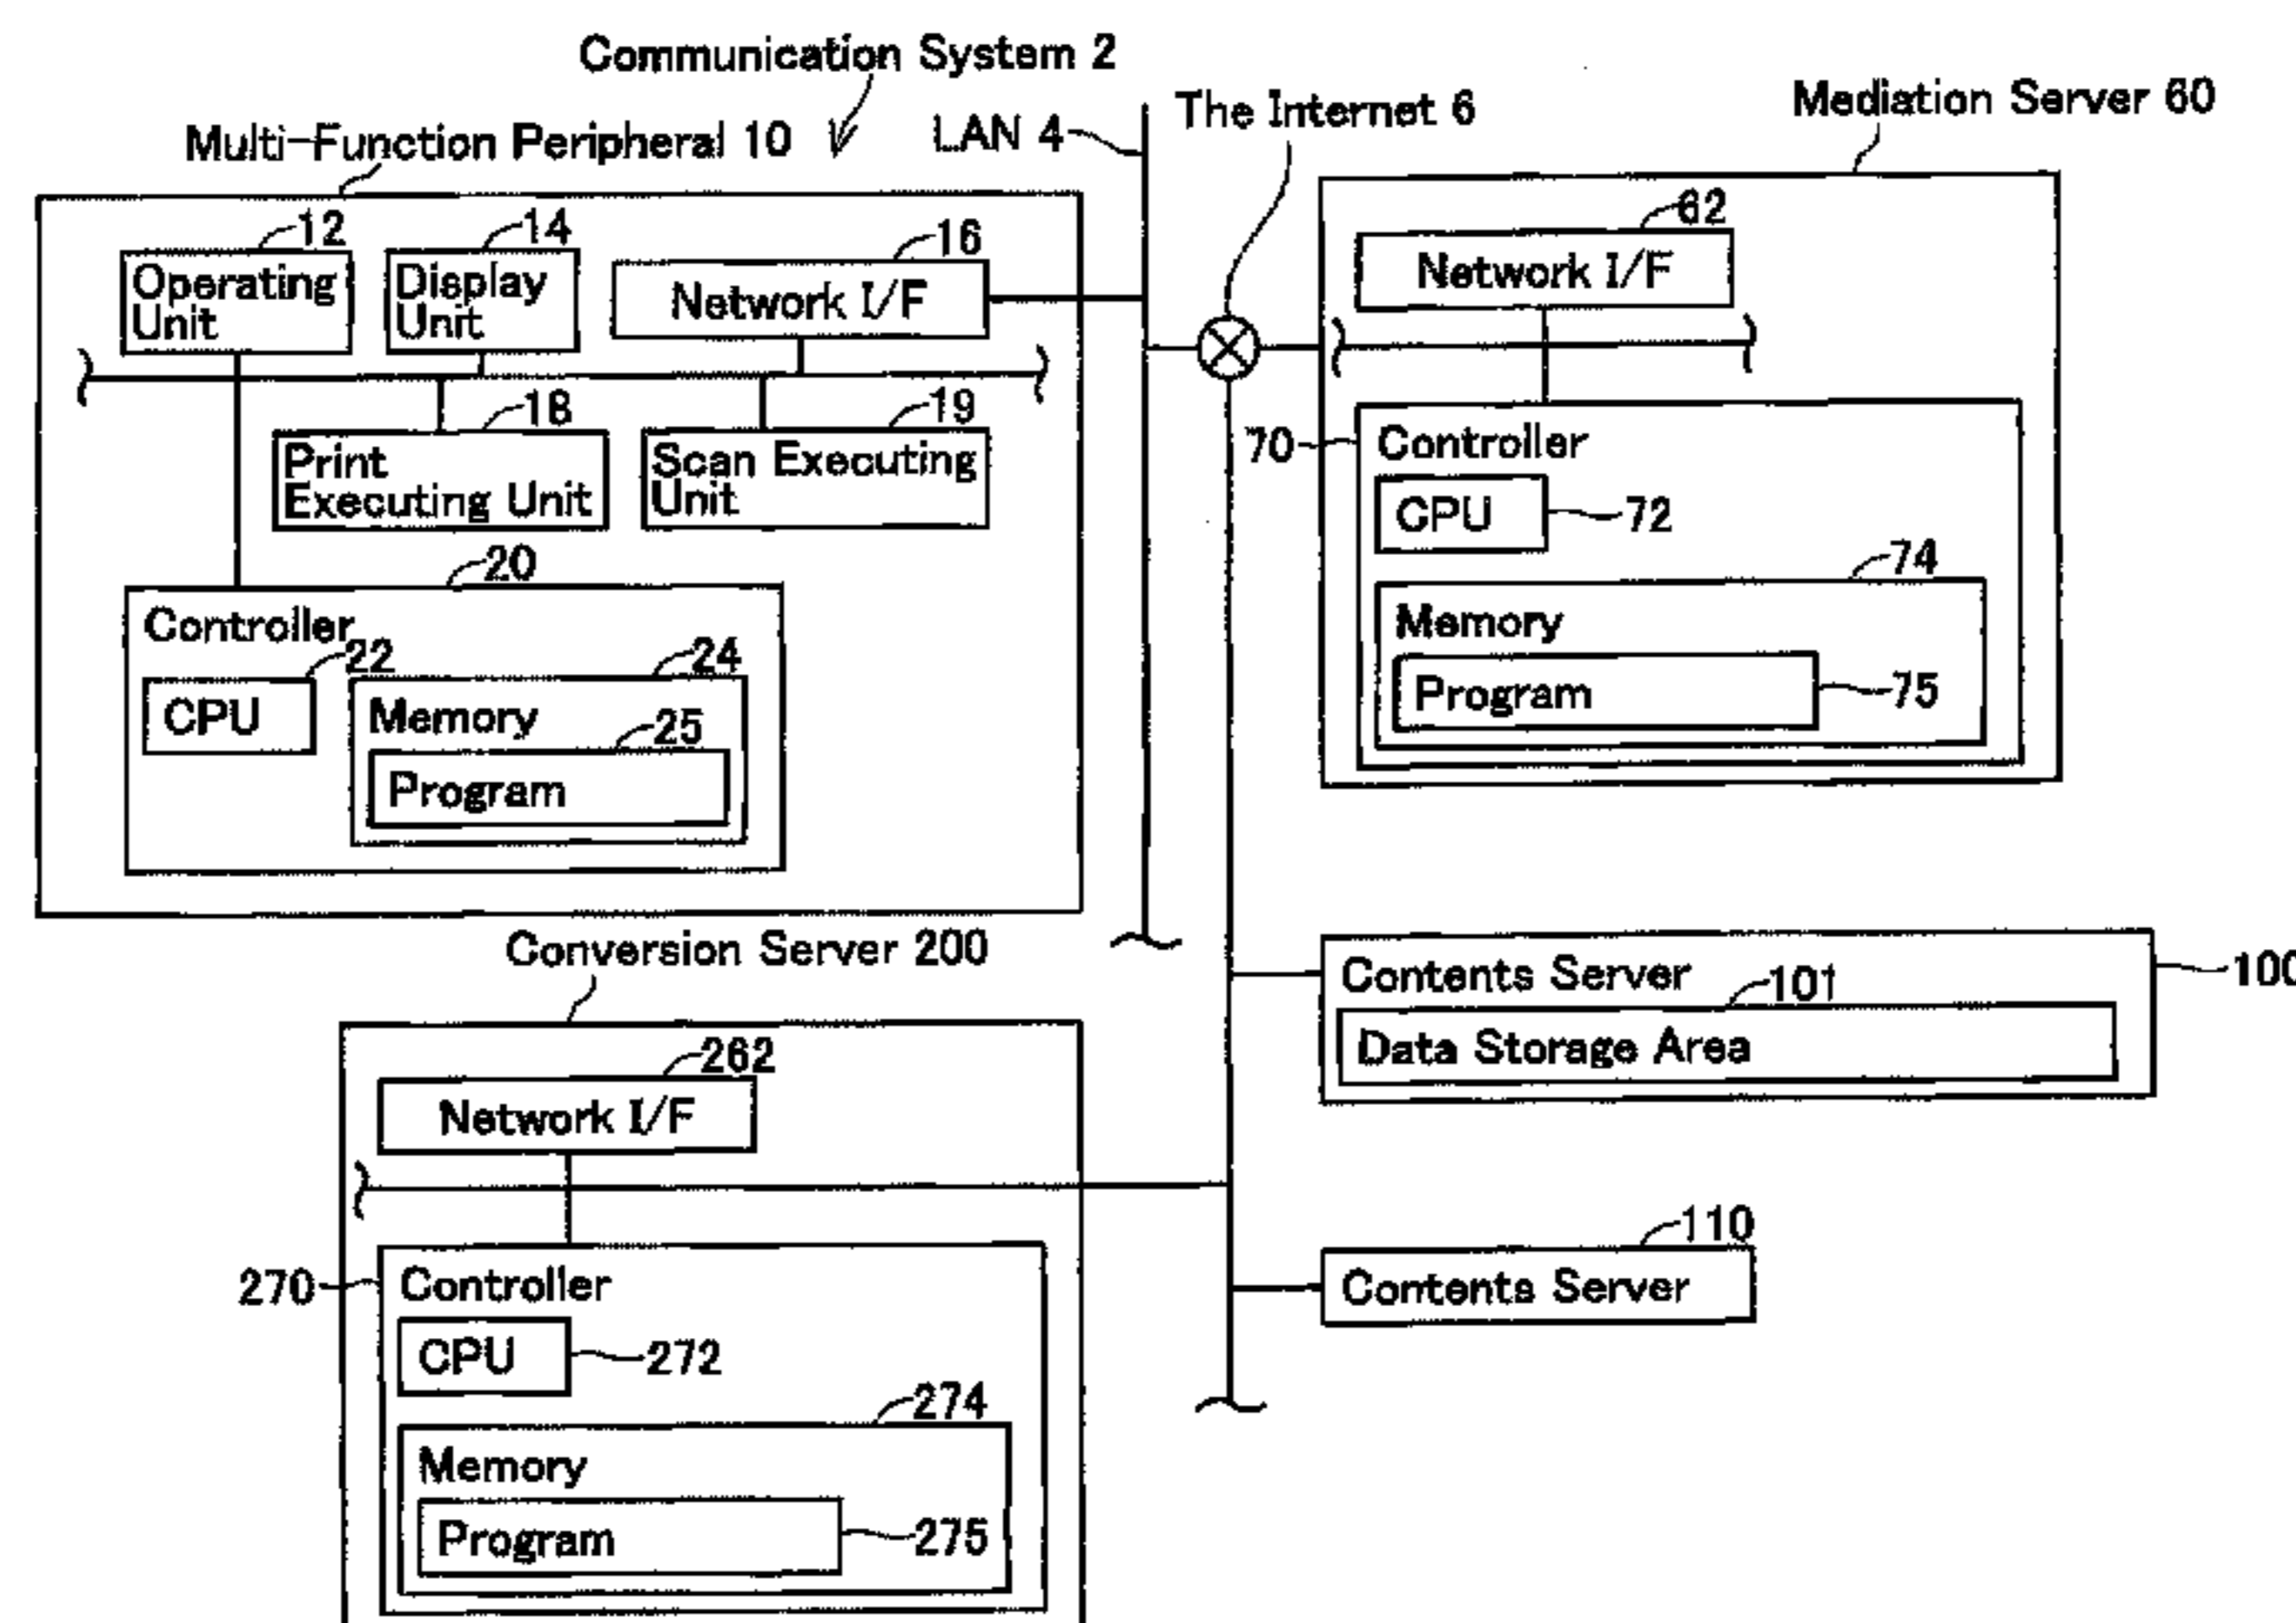 Communication System 2
Multi-Function Peripheral 10
LAN 4
The Internet 6
Mediation Server 60
12
Operating
Unit
14
Display
Unit
16
Network I/F
18
Print
Executing Unit
19
Scan Executing
Unit
20
Controller
22
CPU
24
Memory
25
Program
62
Network I/F
70
Controller
CPU
72
74
Memory
Program
75
Conversion Server 200
262
Network I/F
270
Controller
CPU
272
274
Memory
Program
275
Contents Server
100
101
Data Storage Area
110
Contents Server